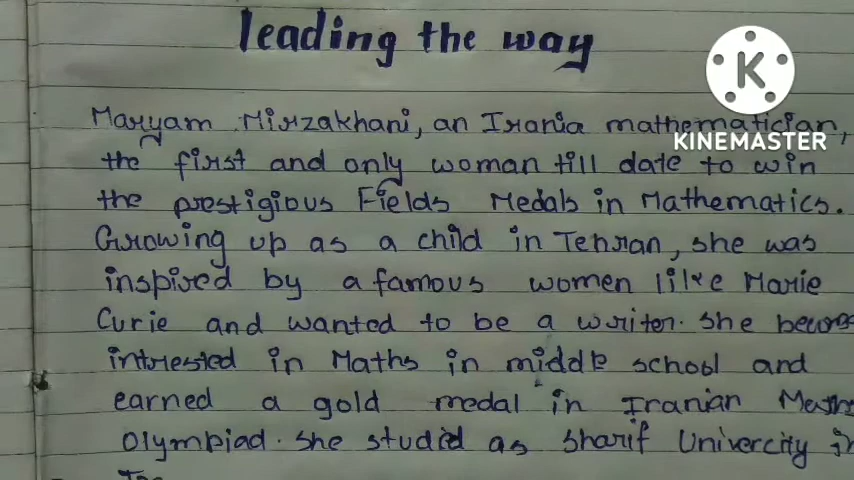 leading the way
K
KINEMASTER
Maryam Mirzakhani, an Irania mathematician,
the first and only woman till date to win
the prestigious Fields Medals in Mathematics.
Growing up as a child in Tehran, she was
inspired by a famous women like Marie
Curie and wanted to be a writer. She
intrested in Maths in middle school and
earned a gold medal in Iranian Maths
Olympiad. She studied as Sharif Univercity in